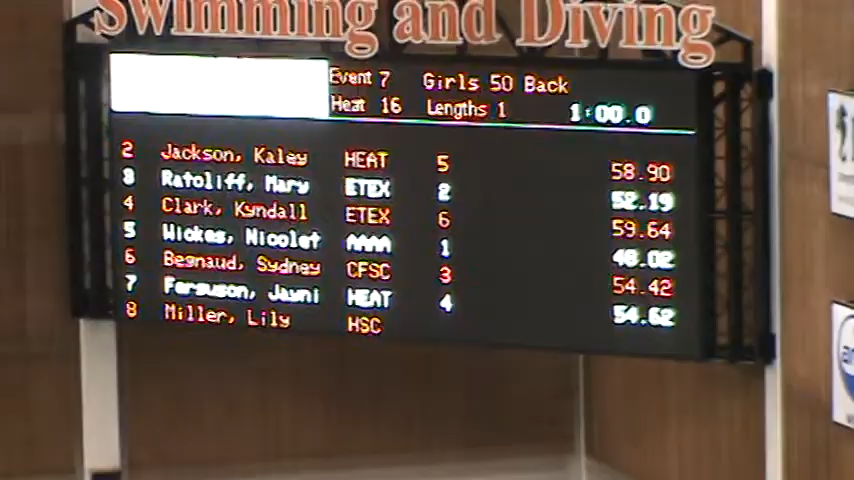 Swimming and Diving
Event 7 Girls 50 Back
Heat 16 Lengths 1 1:00.0
2 Jackson, Kaley HEAT 5 58.90
3 Ratcliff, Mary ETEX 2 52.19
4 Clark, Kyndall ETEX 6 59.64
5 Wickes, Nicolet AAAA 1 48.02
6 Begnaud, Sydney CFSC 3 54.42
7 Ferguson, Jayni HEAT 4 54.62
8 Miller, Lily HSC